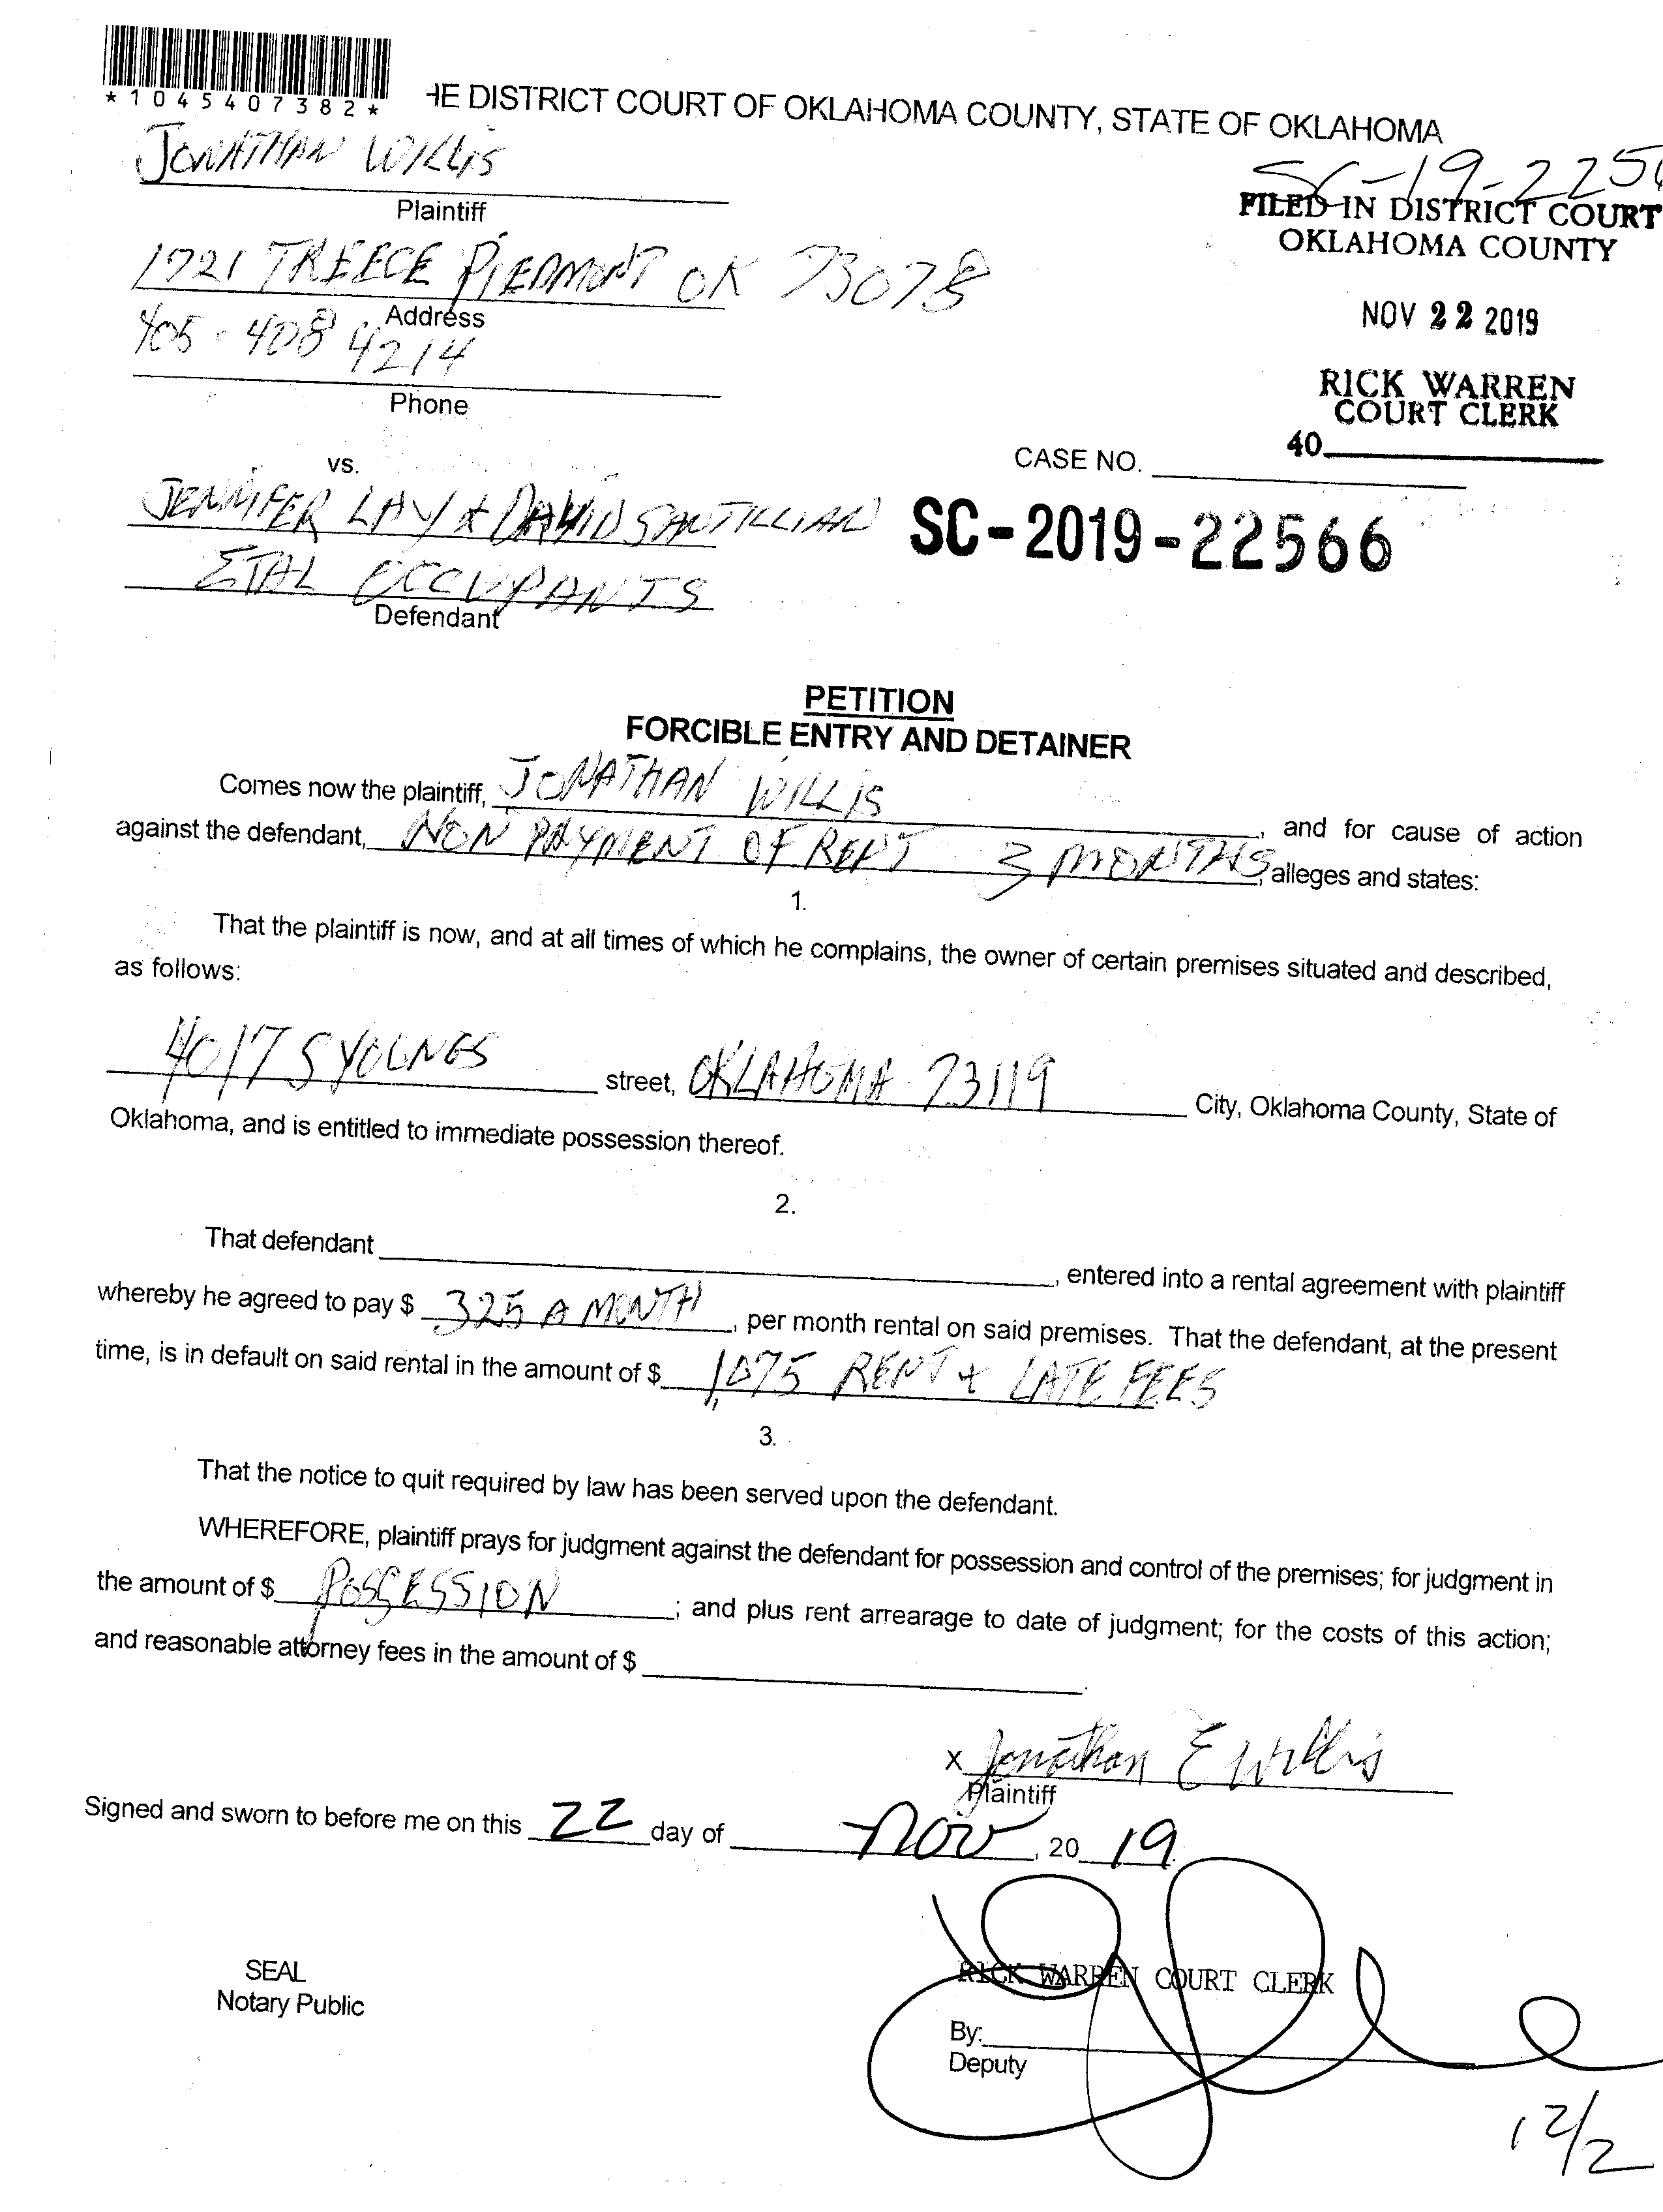 *1045407382*
HE DISTRICT COURT OF OKLAHOMA COUNTY, STATE OF OKLAHOMA
JONATHAN WILLIS
Plaintiff
SC-19-225
FILED IN DISTRICT COURT
OKLAHOMA COUNTY
1721 TREECE PIEDMONT OK 73078
Address
NOV 22 2019
405-408 4214
Phone
RICK WARREN
COURT CLERK
40
vs.
CASE NO.
JENNIFER LAY & DAVID SANTILLIAN
SC-2019-22566
ETAL OCCUPANTS
Defendant
PETITION
FORCIBLE ENTRY AND DETAINER
Comes now the plaintiff, JONATHAN WILLIS, and for cause of action
against the defendant, NON PAYMENT OF RENT 3 MONTHS, alleges and states:
1.
That the plaintiff is now, and at all times of which he complains, the owner of certain premises situated and described,
as follows:
4017 S YOUNGS street, OKLAHOMA 73119 City, Oklahoma County, State of
Oklahoma, and is entitled to immediate possession thereof.
2.
That defendant , entered into a rental agreement with plaintiff
whereby he agreed to pay $ 325 A MONTH, per month rental on said premises. That the defendant, at the present
time, is in default on said rental in the amount of $ 1,075 RENT & LATE FEES
3.
That the notice to quit required by law has been served upon the defendant.
WHEREFORE, plaintiff prays for judgment against the defendant for possession and control of the premises; for judgment in
the amount of $ POSSESSION; and plus rent arrearage to date of judgment; for the costs of this action;
and reasonable attorney fees in the amount of $ .
x Jonathan E Willis
Plaintiff
Signed and sworn to before me on this 22 day of nov, 20 19.
SEAL
Notary Public
RICK WARREN COURT CLERK
By:
Deputy
12/2